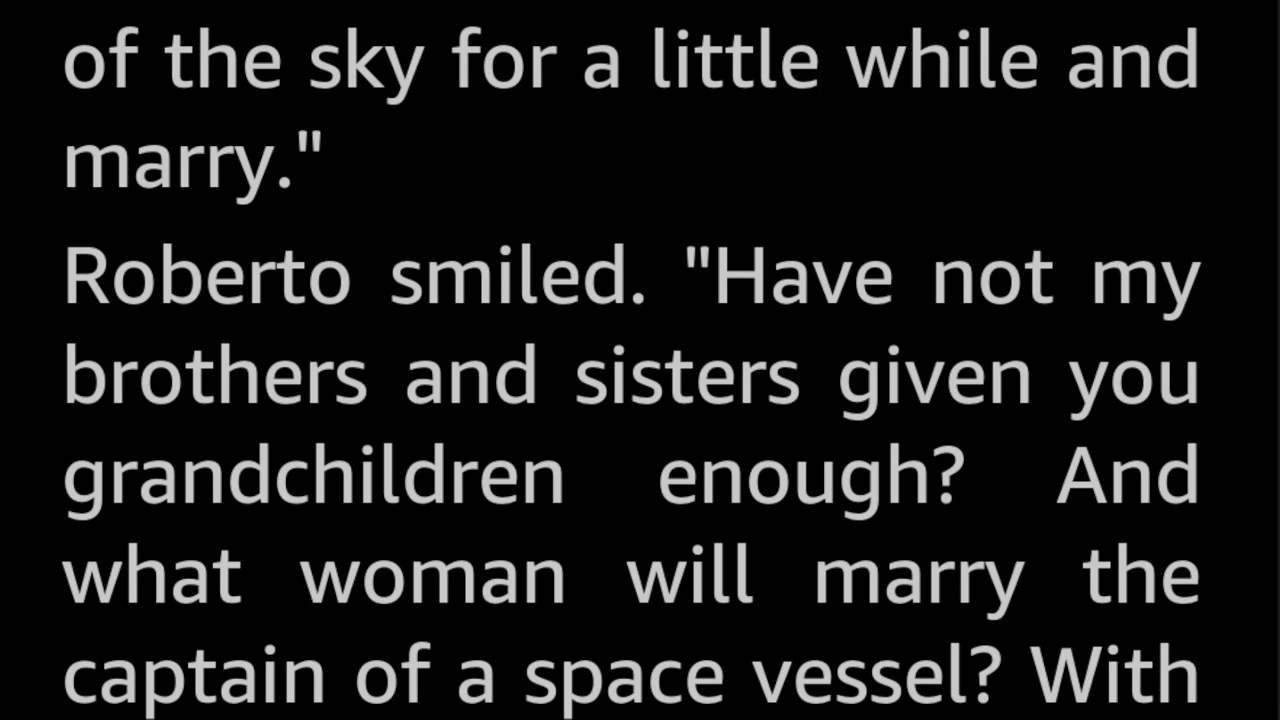 of the sky for a little while and
marry."
Roberto smiled. "Have not my
brothers and sisters given you
grandchildren enough? And
what woman will marry the
captain of a space vessel? With